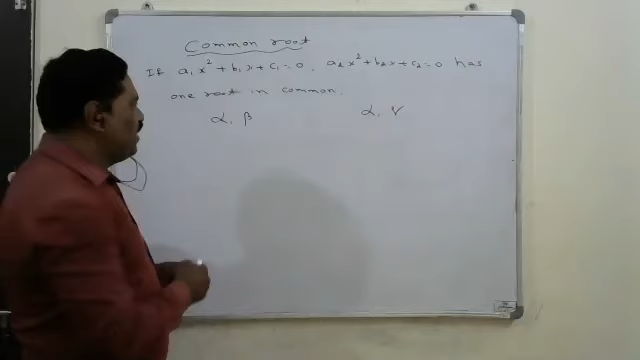 Common root
If a₁x² + b₁x + c₁ = 0, a₂x² + b₂x + c₂ = 0 has
one root in common.
α, β α, γ